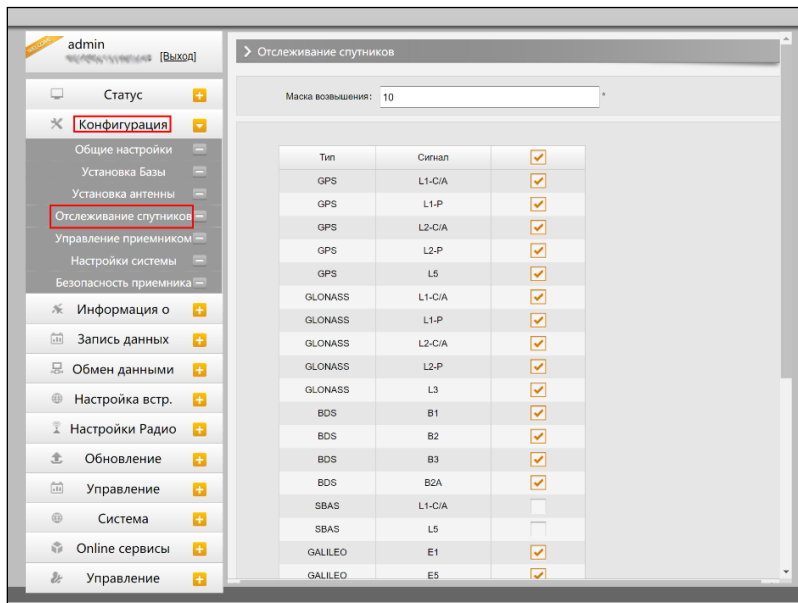 WELCOME
admin
[Выход]
Статус
Конфигурация
Общие настройки
Установка Базы
Установка антенны
Отслеживание спутников
Управление приемником
Настройки системы
Безопасность приемника
Информация о
Запись данных
Обмен данными
Настройка встр.
Настройки Радио
Обновление
Управление
Система
Online сервисы
Управление
Отслеживание спутников
Маска возвышения: 10 *
Тип Сигнал
GPS L1-C/A
GPS L1-P
GPS L2-C/A
GPS L2-P
GPS L5
GLONASS L1-C/A
GLONASS L1-P
GLONASS L2-C/A
GLONASS L2-P
GLONASS L3
BDS B1
BDS B2
BDS B3
BDS B2A
SBAS L1-C/A
SBAS L5
GALILEO E1
GALILEO E5